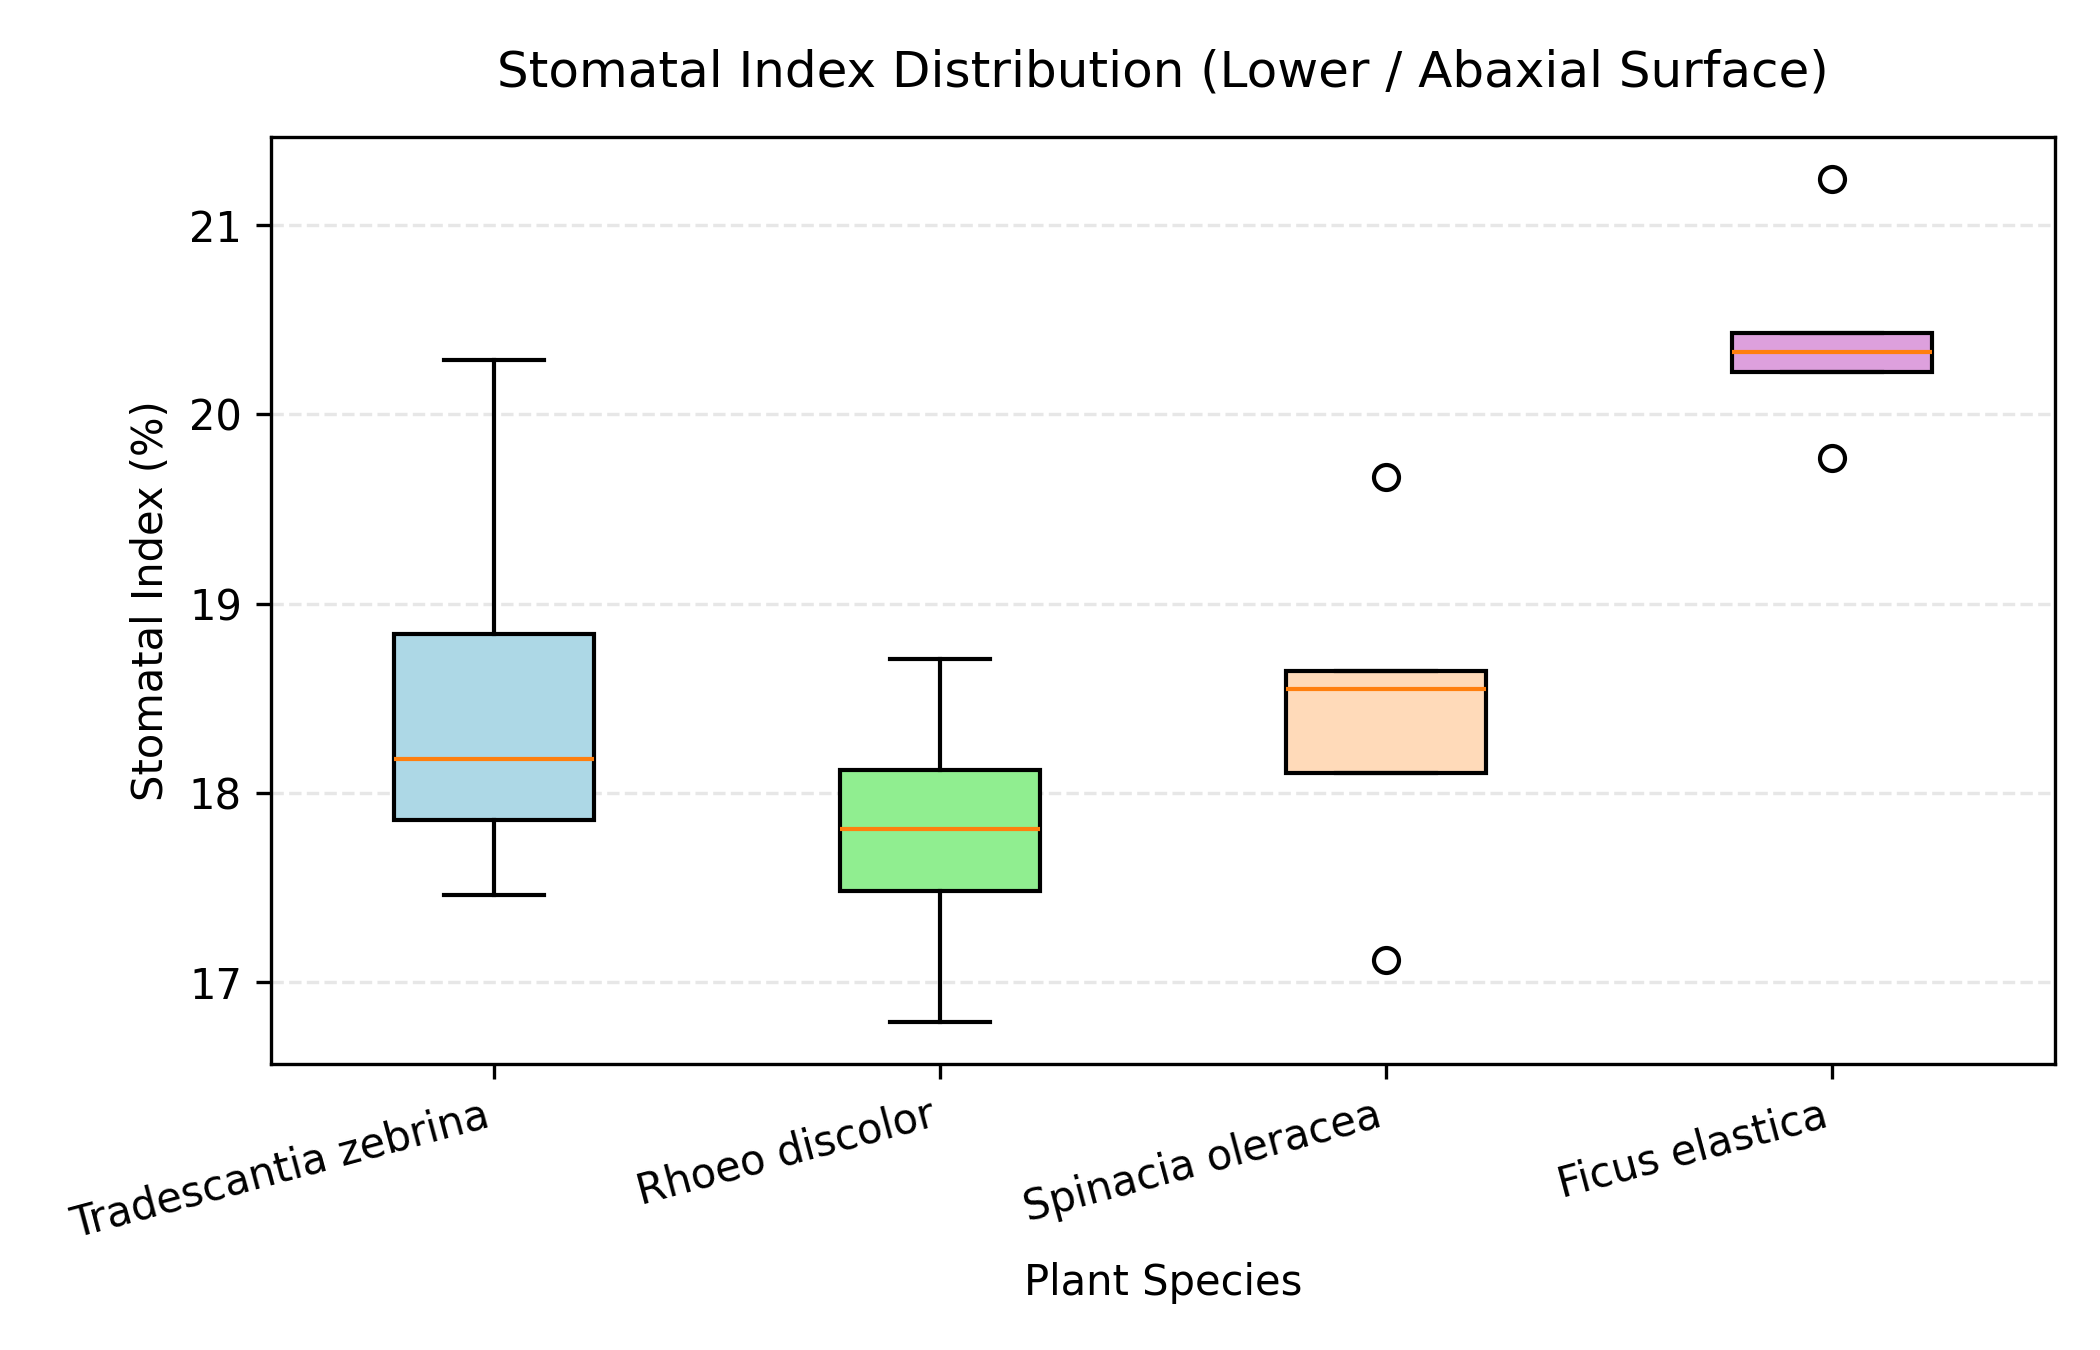 Stomatal Index Distribution (Lower / Abaxial Surface)
Stomatal Index (%)
21
20
19
18
17
Tradescantia zebrina
Rhoeo discolor
Spinacia oleracea
Ficus elastica
Plant Species